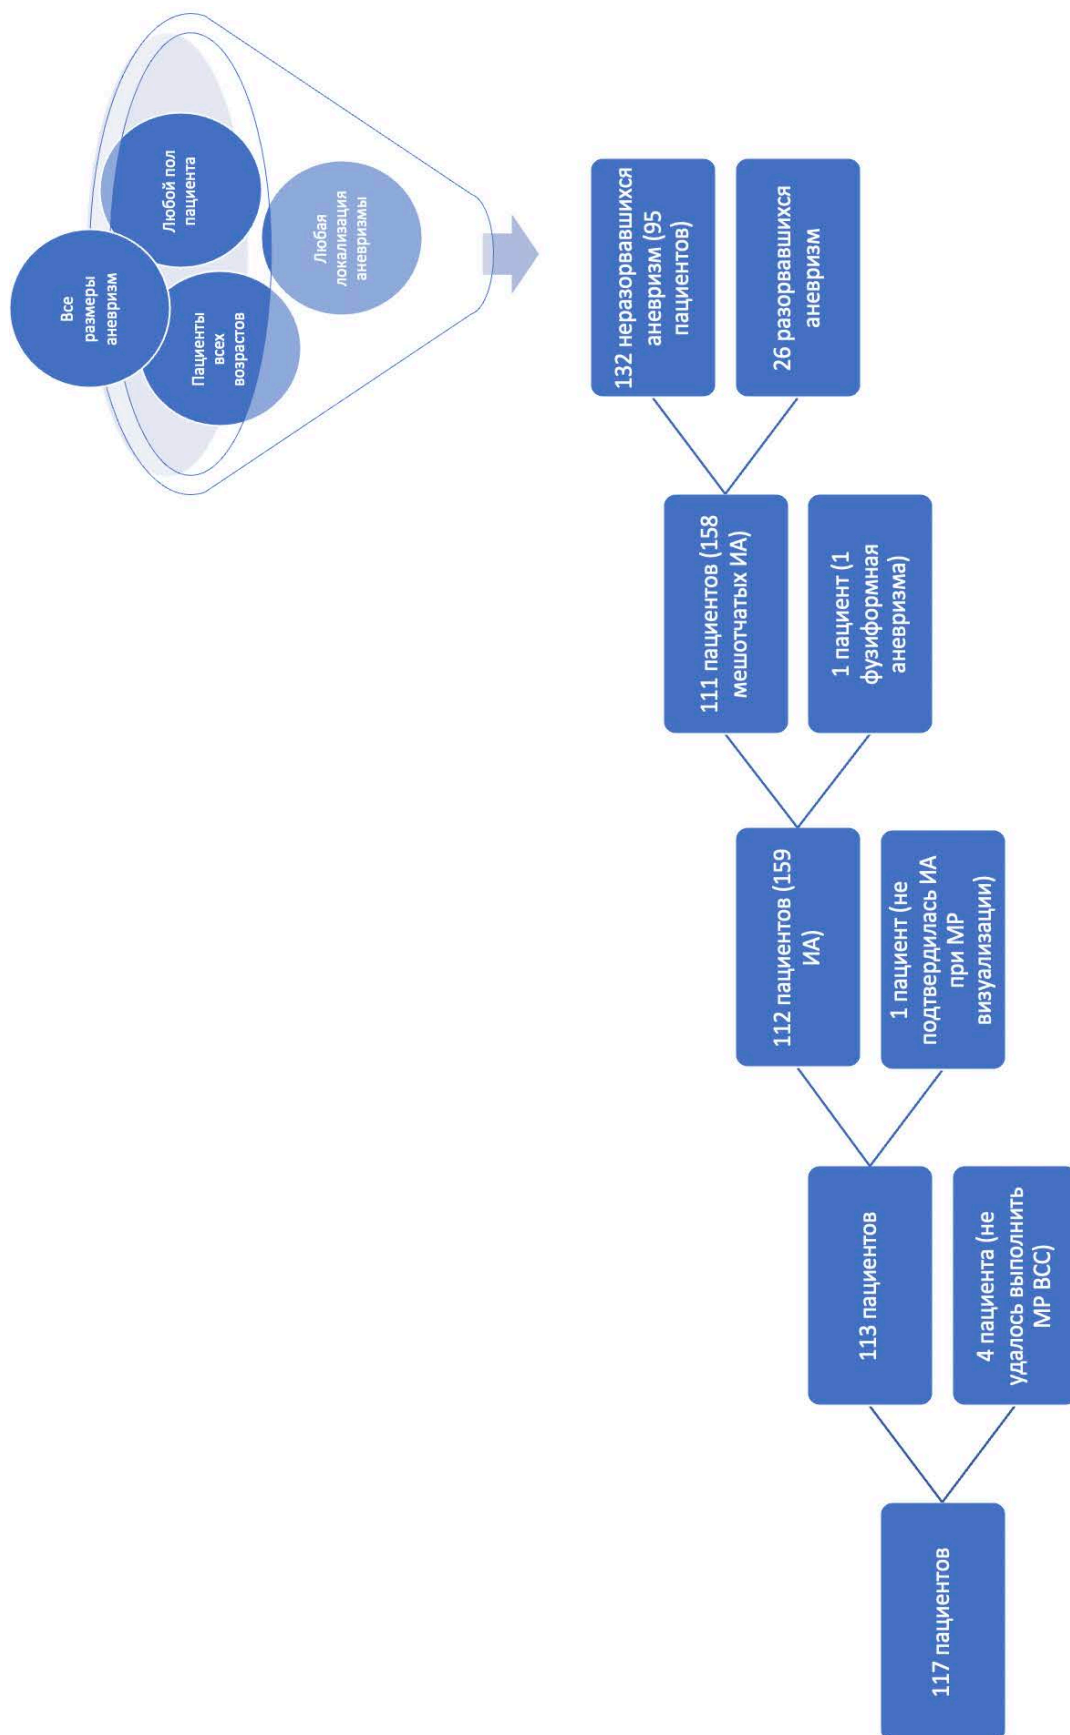 Все
размеры
аневризм
Любой пол
пациента
Пациенты
всех
возрастов
Любая
локализация
аневризмы
117 пациентов
113 пациентов
4 пациента (не
удалось выполнить
МР ВСС)
112 пациентов (159
ИА)
1 пациент (не
подтвердилась ИА
при МР
визуализации)
111 пациентов (158
мешотчатых ИА)
1 пациент (1
фузиформная
аневризма)
132 неразорвавшихся
аневризм (95
пациентов)
26 разорвавшихся
аневризм